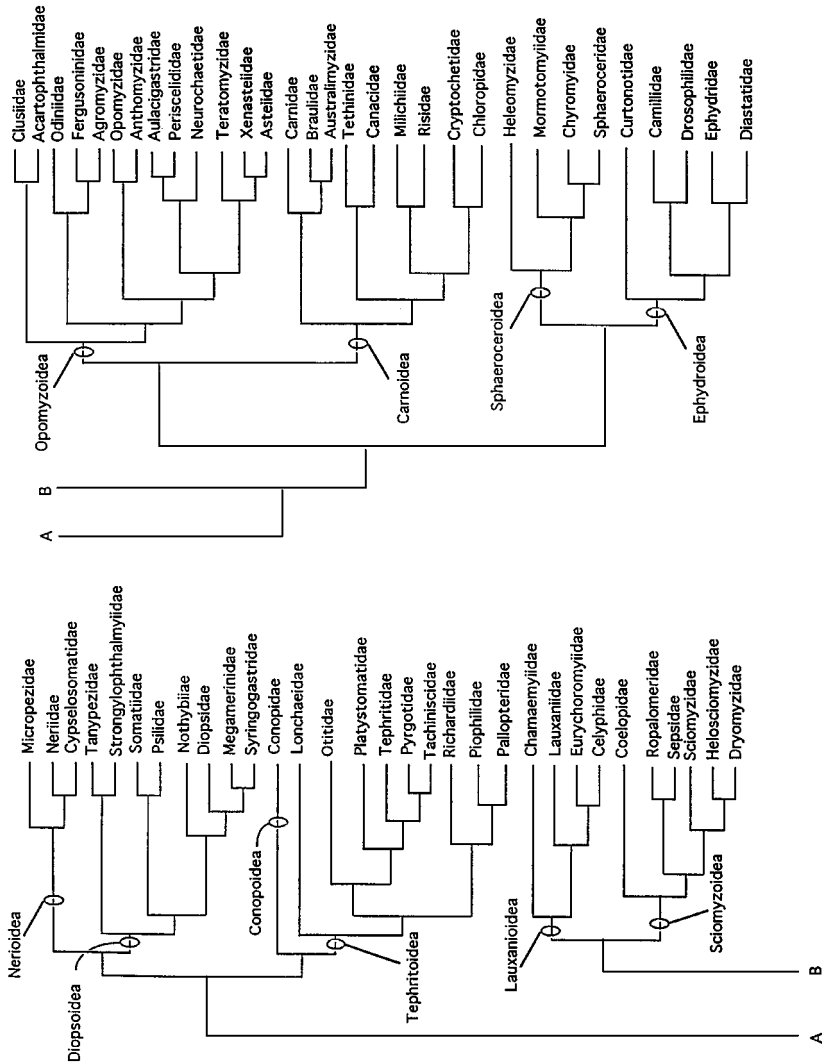 Clusiidae
Acartophthalmidae
Odiniidae
Fergusoninidae
Agromyzidae
Opomyzidae
Anthomyzidae
Aulacigastridae
Periscelididae
Neurochaetidae
Teratomyzidae
Xenasteiidae
Asteiidae
Carnidae
Braulidae
Australimyzidae
Tethinidae
Canacidae
Milichiidae
Risidae
Cryptochetidae
Chloropidae
Heleomyzidae
Mormotomyiidae
Chyromyidae
Sphaeroceridae
Curtonotidae
Camillidae
Drosophilidae
Ephydridae
Diastatidae
Opomyzoidea
Carnoidea
Sphaeroceroidea
Ephydroidea
B
A
Micropezidae
Neriidae
Cypselosomatidae
Tanypezidae
Strongylophthalmyiidae
Somatiidae
Psilidae
Nothybiiae
Diopsidae
Megamerinidae
Syringogastridae
Conopidae
Lonchaeidae
Otitidae
Platystomatidae
Tephritidae
Pyrgotidae
Tachiniscidae
Richardiidae
Piophilidae
Pallopteridae
Chamaemyiidae
Lauxaniidae
Eurychoromyiidae
Celyphidae
Coelopidae
Ropalomeridae
Sepsidae
Sciomyzidae
Helosciomyzidae
Dryomyzidae
Nerioidea
Diopsoidea
Conopoidea
Tephritoidea
Lauxanioidea
Sciomyzoidea
B
A